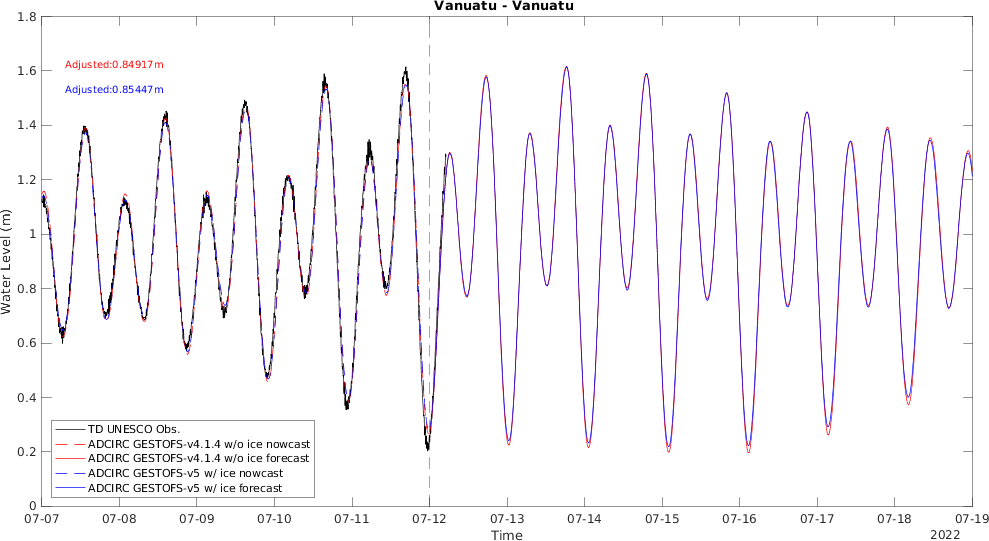 Vanuatu - Vanuatu
1.8
1.6
1.4
1.2
1
0.8
0.6
0.4
0.2
0
Water Level (m)
Adjusted:0.84917m
Adjusted:0.85447m
TD UNESCO Obs.
ADCIRC GESTOFS-v4.1.4 w/o ice nowcast
ADCIRC GESTOFS-v4.1.4 w/o ice forecast
ADCIRC GESTOFS-v5 w/ ice nowcast
ADCIRC GESTOFS-v5 w/ ice forecast
07-07 07-08 07-09 07-10 07-11 07-12 07-13 07-14 07-15 07-16 07-17 07-18 07-19
Time
2022